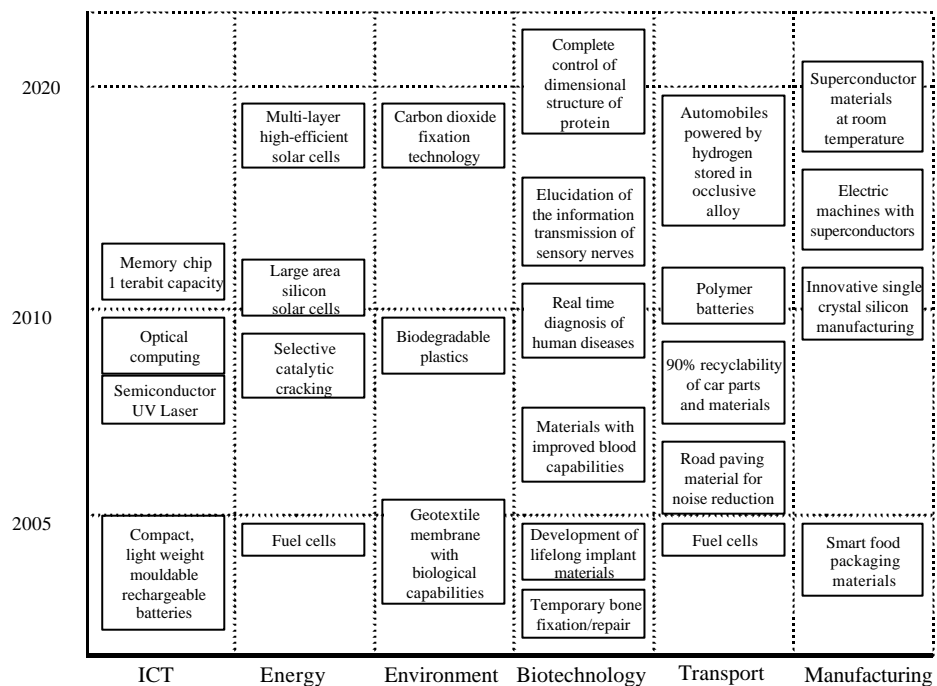 2020
2010
2005
Memory chip
1 terabit capacity
Optical
computing
Semiconductor
UV Laser
Compact,
light weight
mouldable
rechargeable
batteries
Multi-layer
high-efficient
solar cells
Large area
silicon
solar cells
Selective
catalytic
cracking
Fuel cells
Carbon dioxide
fixation
technology
Biodegradable
plastics
Geotextile
membrane
with
biological
capabilities
Complete
control of
dimensional
structure of
protein
Elucidation of
the information
transmission of
sensory nerves
Real time
diagnosis of
human diseases
Materials with
improved blood
capabilities
Development of
lifelong implant
materials
Temporary bone
fixation/repair
Automobiles
powered by
hydrogen
stored in
occlusive
alloy
Polymer
batteries
90% recyclability
of car parts
and materials
Road paving
material for
noise reduction
Fuel cells
Superconductor
materials
at room
temperature
Electric
machines with
superconductors
Innovative single
crystal silicon
manufacturing
Smart food
packaging
materials
ICT
Energy
Environment
Biotechnology
Transport
Manufacturing